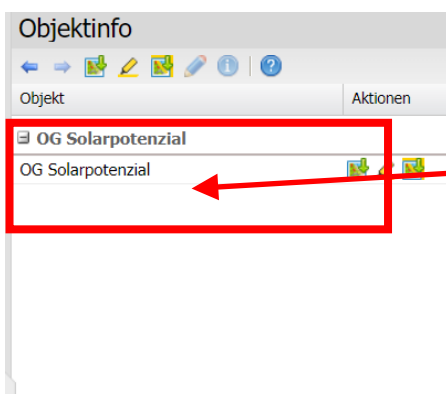 Objektinfo
Objekt Aktionen
OG Solarpotenzial
OG Solarpotenzial